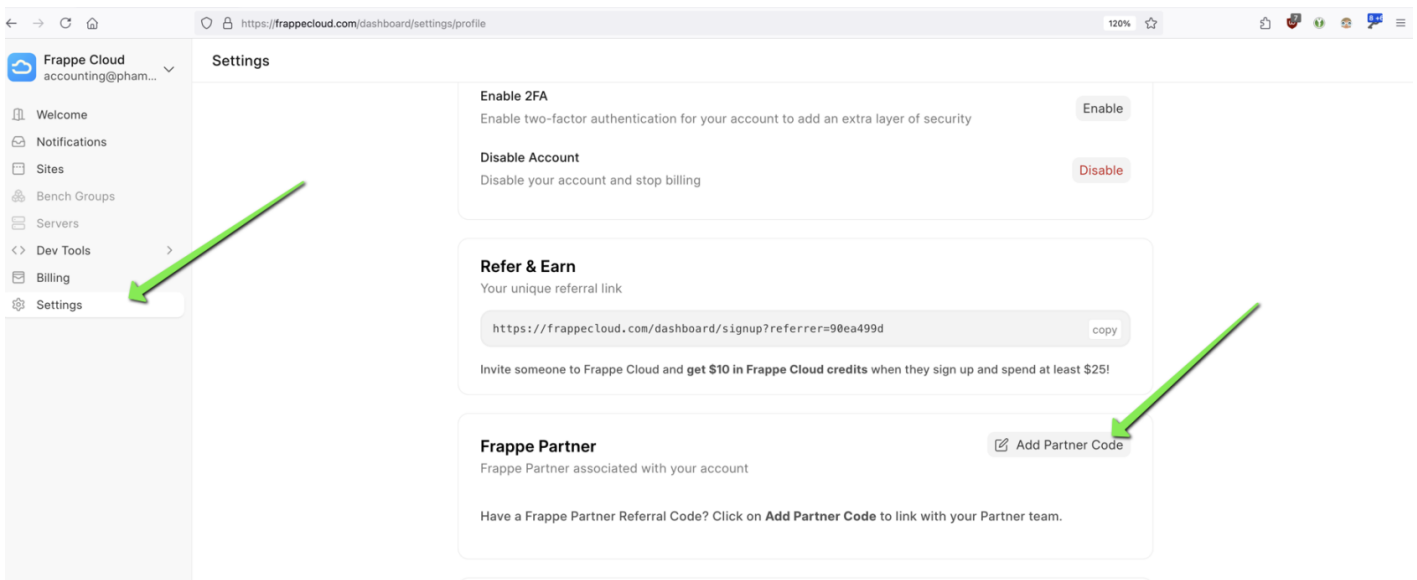 https://frappecloud.com/dashboard/settings/profile
120%
Frappe Cloud
accounting@pham...
Settings
Welcome
Notifications
Sites
Bench Groups
Servers
Dev Tools
Billing
Settings
Enable 2FA
Enable two-factor authentication for your account to add an extra layer of security
Enable
Disable Account
Disable your account and stop billing
Disable
Refer & Earn
Your unique referral link
https://frappecloud.com/dashboard/signup?referrer=90ea499d
copy
Invite someone to Frappe Cloud and get $10 in Frappe Cloud credits when they sign up and spend at least $25!
Frappe Partner
Add Partner Code
Frappe Partner associated with your account
Have a Frappe Partner Referral Code? Click on Add Partner Code to link with your Partner team.